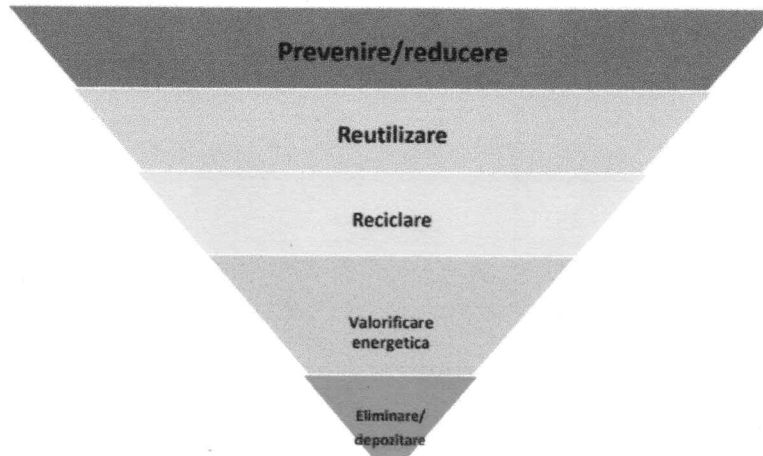 Prevenire/reducere
Reutilizare
Reciclare
Valorificare
energetica
Eliminare/
depozitare